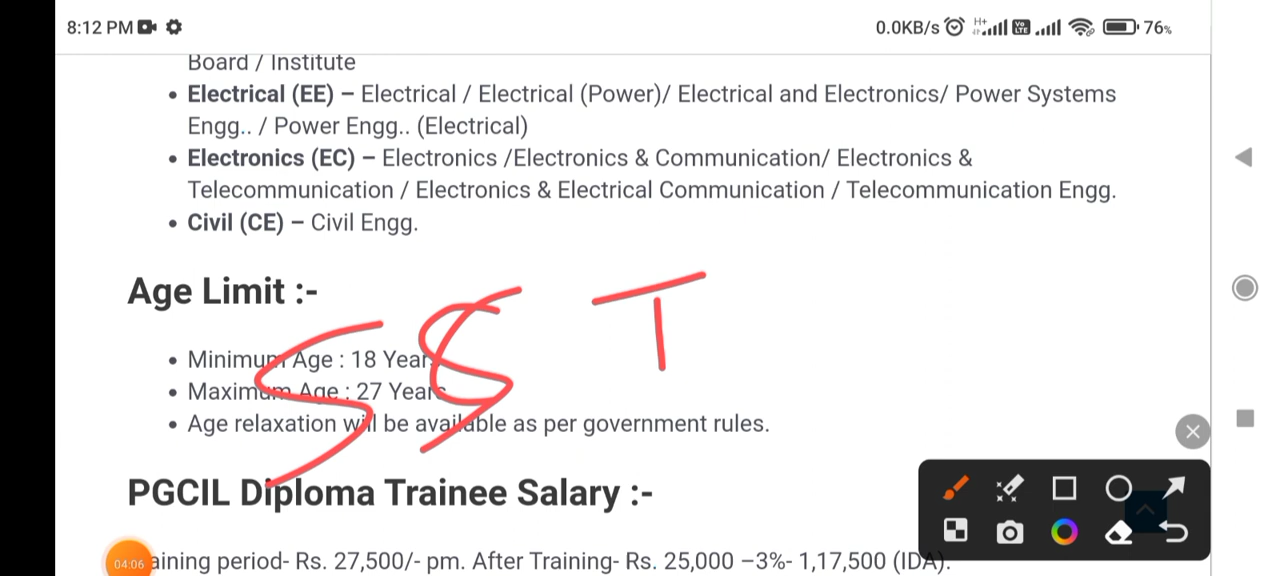 8:12 PM 0.0KB/s H+ Vo LTE 76%
Board / Institute
• Electrical (EE) – Electrical / Electrical (Power)/ Electrical and Electronics/ Power Systems
Engg.. / Power Engg.. (Electrical)
• Electronics (EC) – Electronics /Electronics & Communication/ Electronics &
Telecommunication / Electronics & Electrical Communication / Telecommunication Engg.
• Civil (CE) – Civil Engg.
Age Limit :-
S S T
• Minimum Age : 18 Years
• Maximum Age : 27 Years
• Age relaxation will be available as per government rules.
PGCIL Diploma Trainee Salary :-
04:06 aining period- Rs. 27,500/- pm. After Training- Rs. 25,000 –3%- 1,17,500 (IDA).